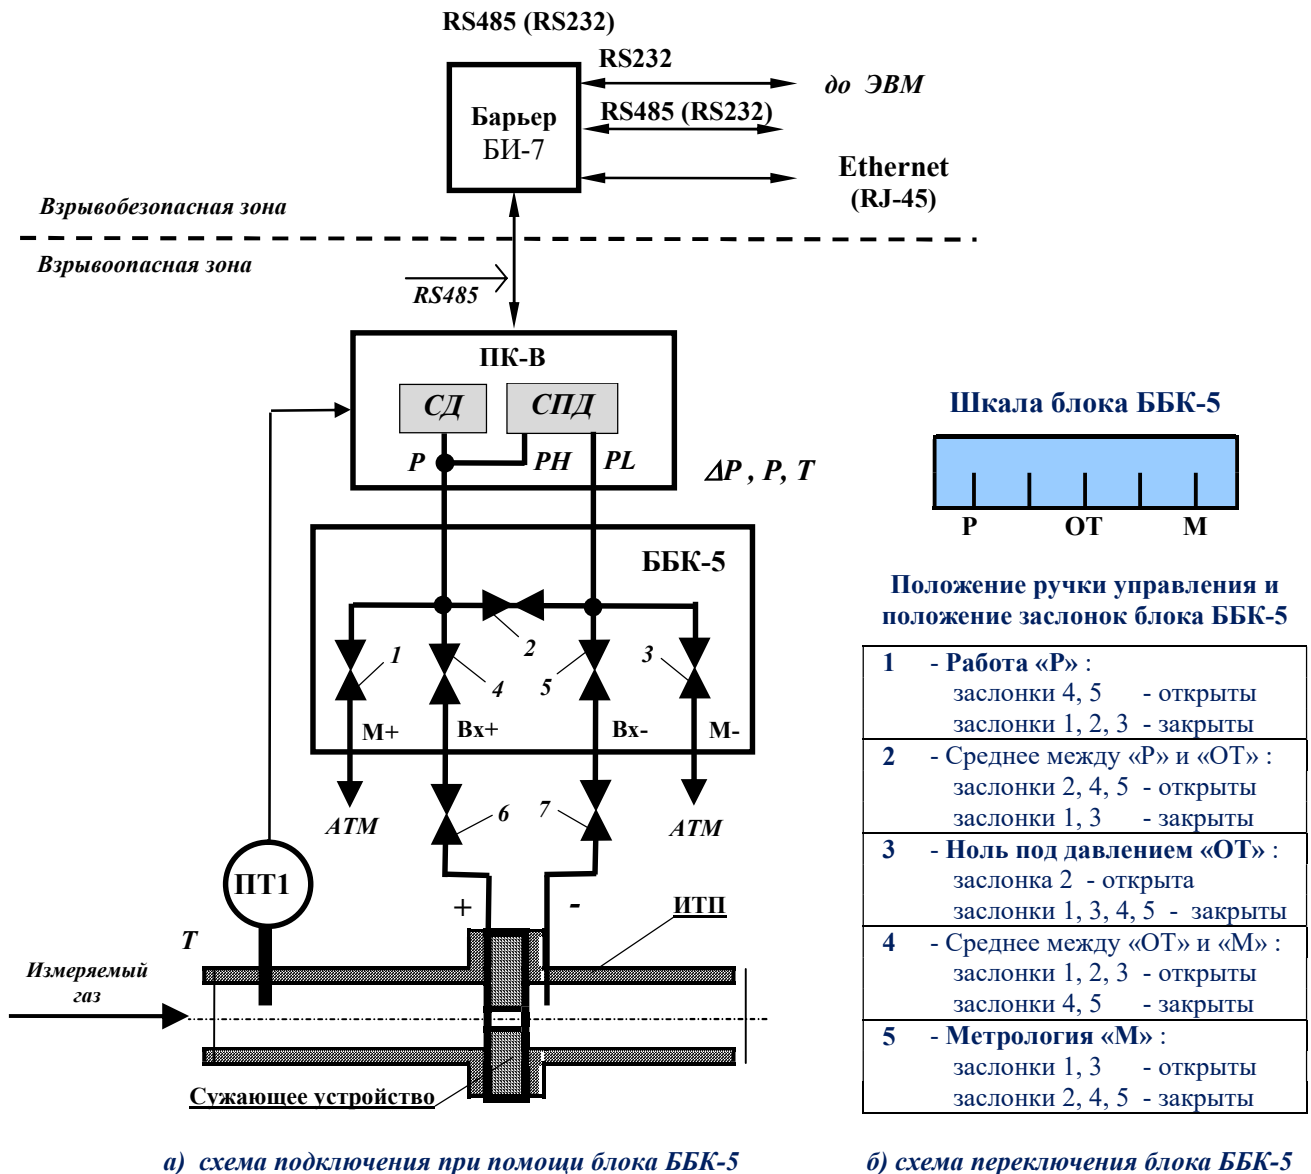 RS485 (RS232)
RS232
до ЭВМ
RS485 (RS232)
Барьер
БИ-7
Ethernet
(RJ-45)
Взрывобезопасная зона
Взрывоопасная зона
RS485
ПК-В
СД
СПД
P
PH
PL
ΔP , P, T
ББК-5
1
4
2
5
3
М+
Вх+
Вх-
М-
АТМ
6
7
АТМ
ПТ1
+
-
ИТП
T
Измеряемый
газ
Сужающее устройство
а) схема подключения при помощи блока ББК-5
Шкала блока ББК-5
Р ОТ М
Положение ручки управления и
положение заслонок блока ББК-5
1 - Работа «Р» :
заслонки 4, 5 - открыты
заслонки 1, 2, 3 - закрыты
2 - Среднее между «Р» и «ОТ» :
заслонки 2, 4, 5 - открыты
заслонки 1, 3 - закрыты
3 - Ноль под давлением «ОТ» :
заслонка 2 - открыта
заслонки 1, 3, 4, 5 - закрыты
4 - Среднее между «ОТ» и «М» :
заслонки 1, 2, 3 - открыты
заслонки 4, 5 - закрыты
5 - Метрология «М» :
заслонки 1, 3 - открыты
заслонки 2, 4, 5 - закрыты
б) схема переключения блока ББК-5